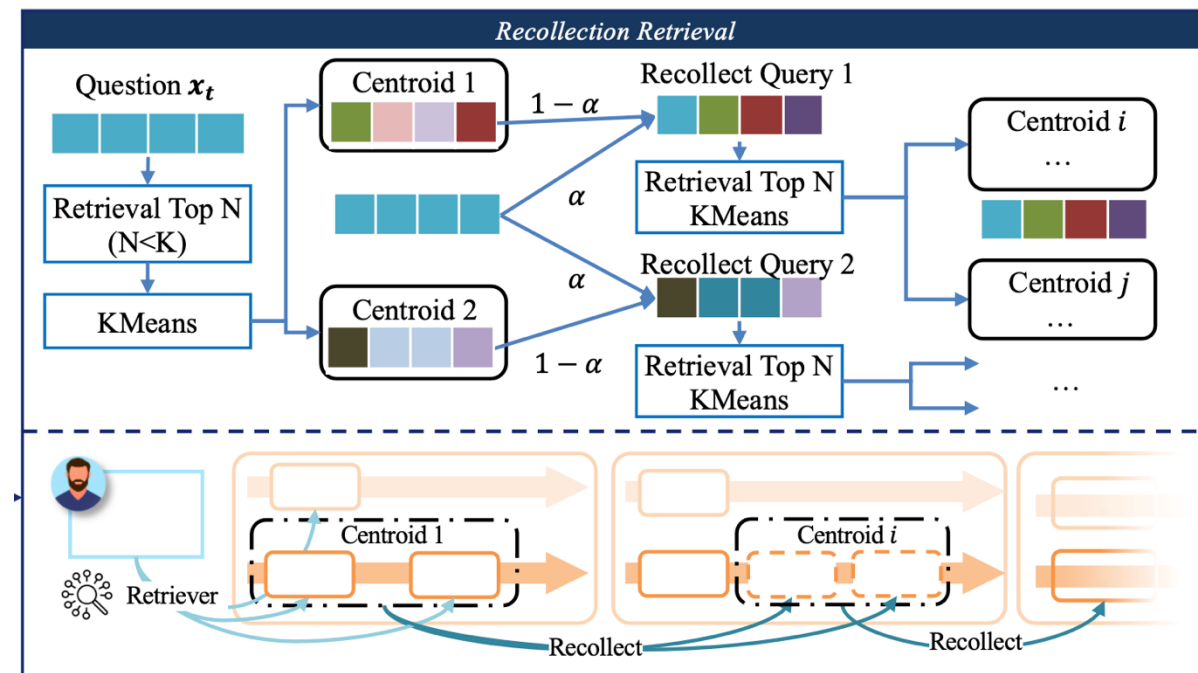 Recollection Retrieval
Question x_t
Retrieval Top N
(N<K)
KMeans
Centroid 1
1 − α
α
α
Centroid 2
1 − α
Recollect Query 1
Retrieval Top N
KMeans
Recollect Query 2
Retrieval Top N
KMeans
Centroid i
…
Centroid j
…
…
Centroid 1
Centroid i
Retriever
Recollect
Recollect